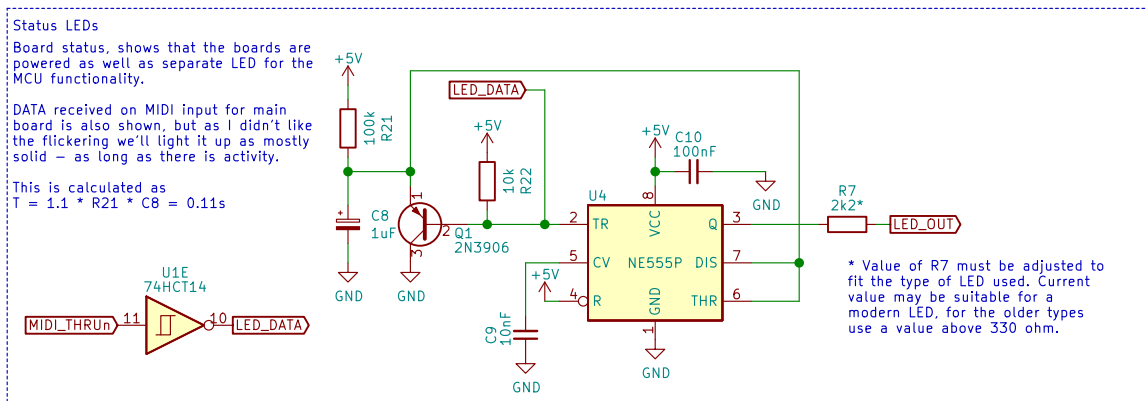 Status LEDs
Board status, shows that the boards are
powered as well as separate LED for the
MCU functionality.
DATA received on MIDI input for main
board is also shown, but as I didn't like
the flickering we'll light it up as mostly
solid – as long as there is activity.
This is calculated as
T = 1.1 * R21 * C8 = 0.11s
+5V
100k
R21
C8
1uF
GND
1
2
3
Q1
2N3906
GND
LED_DATA
+5V
10k
R22
+5V
C10
100nF
GND
U4
8
VCC
2
TR
Q
3
5
CV
NE555P
DIS
7
+5V
4
R
GND
THR
6
1
GND
C9
10nF
GND
R7
2k2*
LED_OUT
* Value of R7 must be adjusted to
fit the type of LED used. Current
value may be suitable for a
modern LED, for the older types
use a value above 330 ohm.
U1E
74HCT14
MIDI_THRUn
11
10
LED_DATA